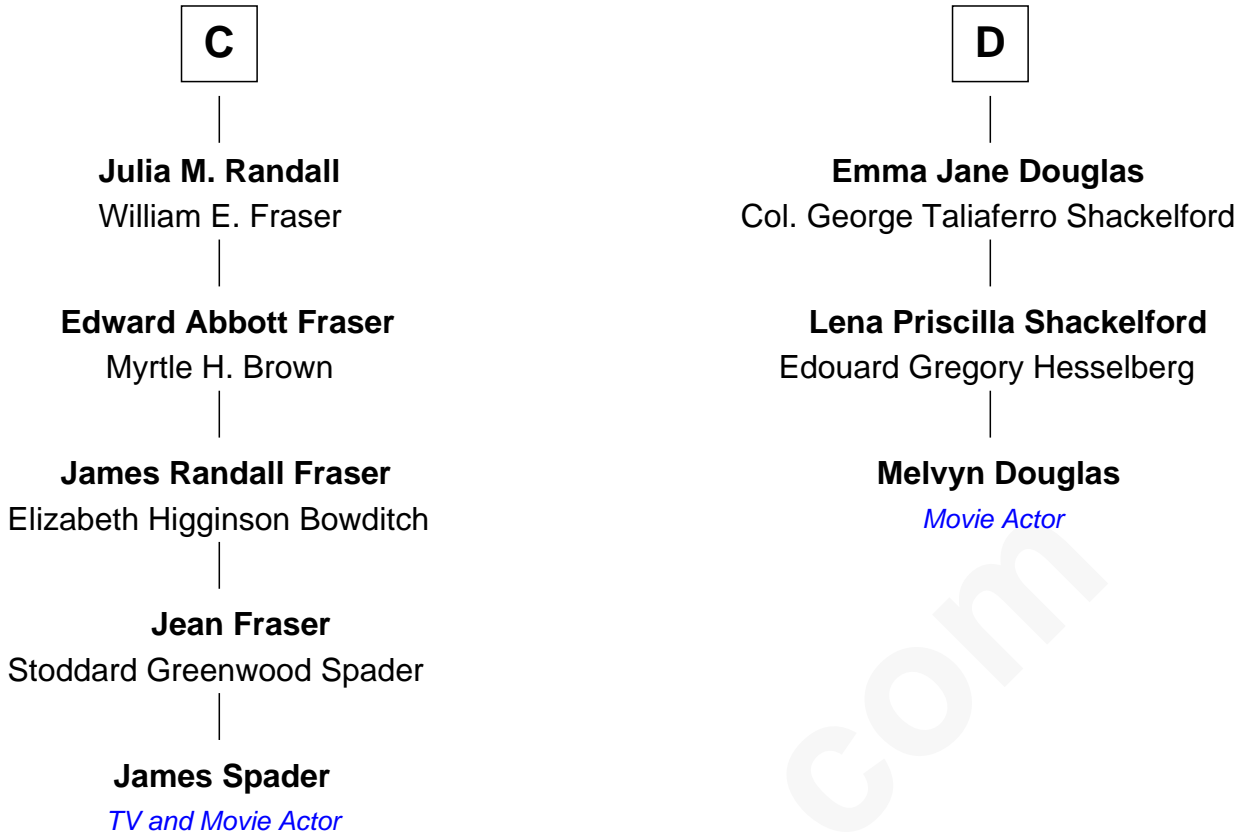 C
Julia M. Randall
William E. Fraser
Edward Abbott Fraser
Myrtle H. Brown
James Randall Fraser
Elizabeth Higginson Bowditch
Jean Fraser
Stoddard Greenwood Spader
James Spader
TV and Movie Actor
D
Emma Jane Douglas
Col. George Taliaferro Shackelford
Lena Priscilla Shackelford
Edouard Gregory Hesselberg
Melvyn Douglas
Movie Actor
com